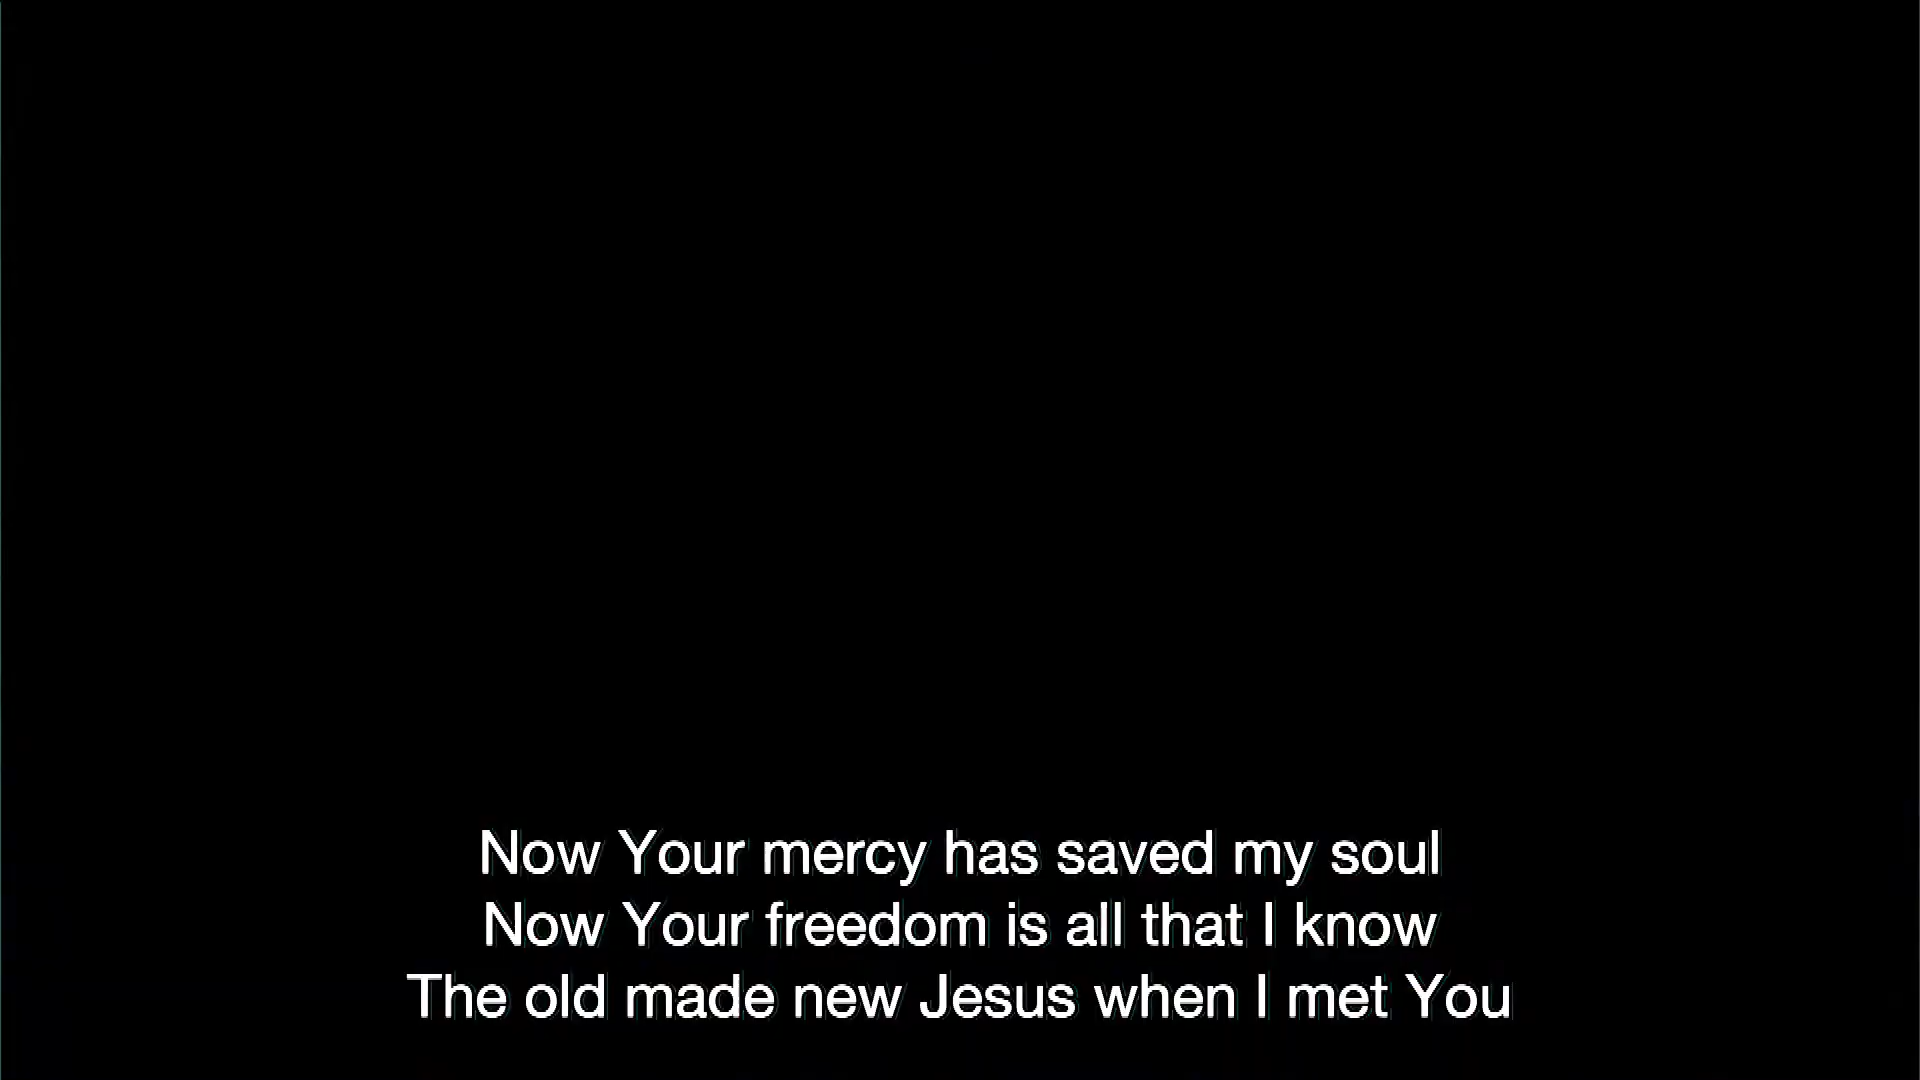 Now Your mercy has saved my soul
Now Your freedom is all that I know
The old made new Jesus when I met You